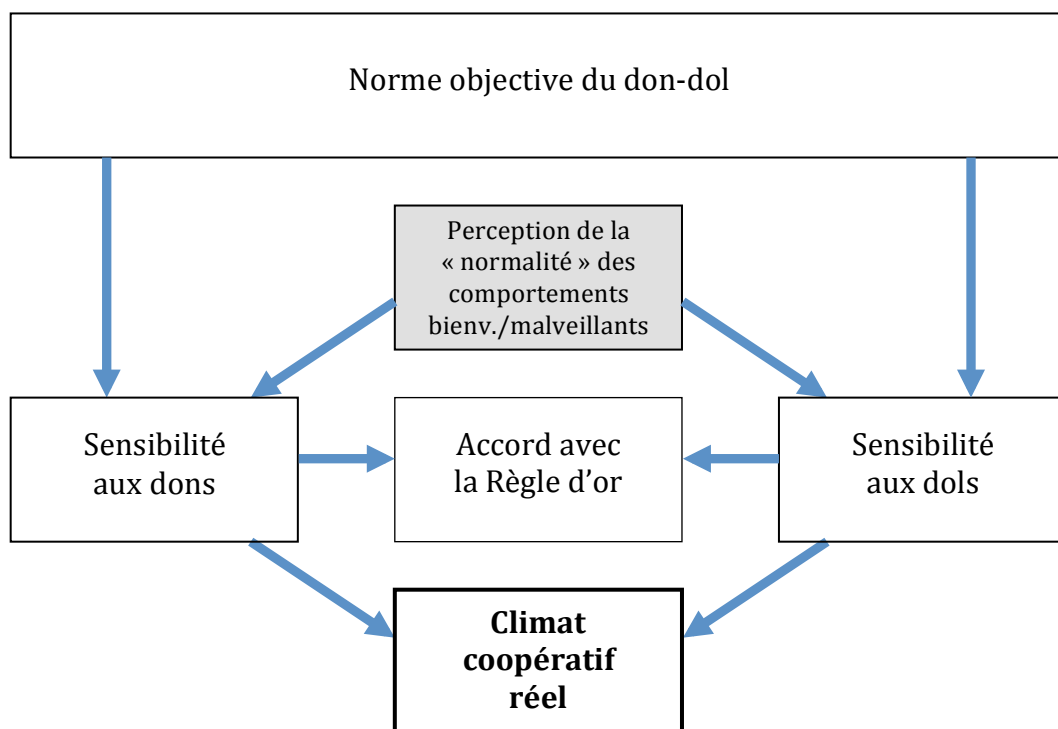 Norme objective du don-dol
Perception de la
« normalité » des
comportements
bienv./malveillants
Sensibilité
aux dons
Accord avec
la Règle d’or
Sensibilité
aux dols
Climat
coopératif
réel